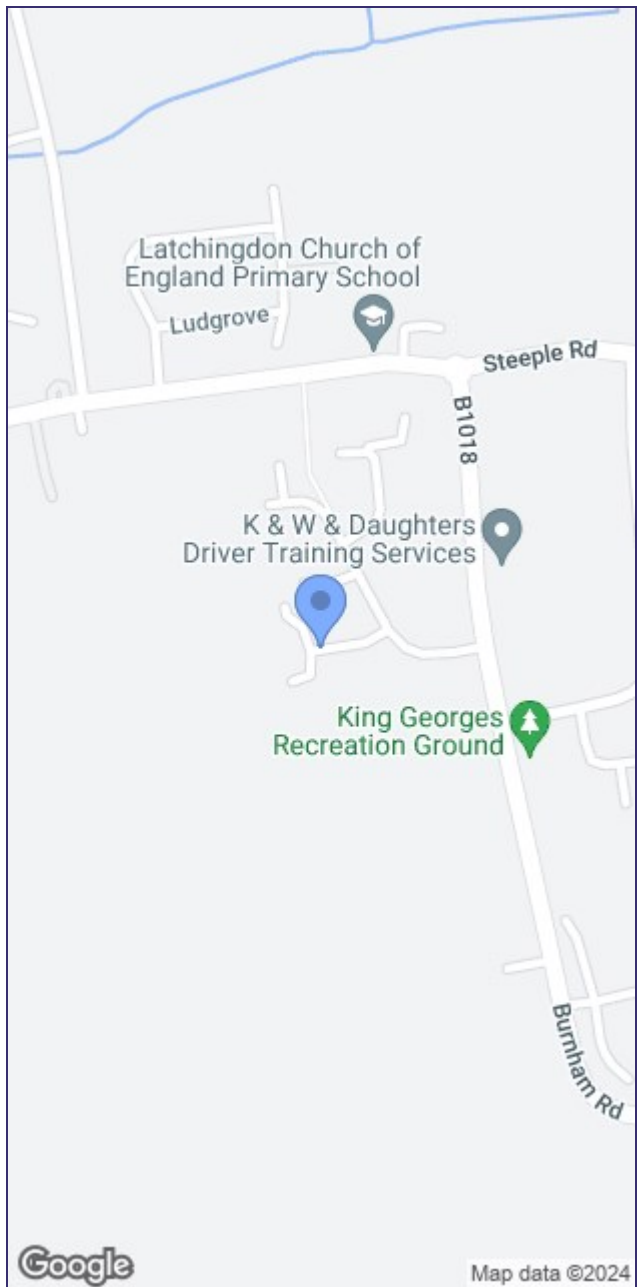 Latchingdon Church of
England Primary School
Ludgrove
Steeple Rd
B1018
K & W & Daughters
Driver Training Services
King Georges
Recreation Ground
Burnham Rd
Google
Map data ©2024